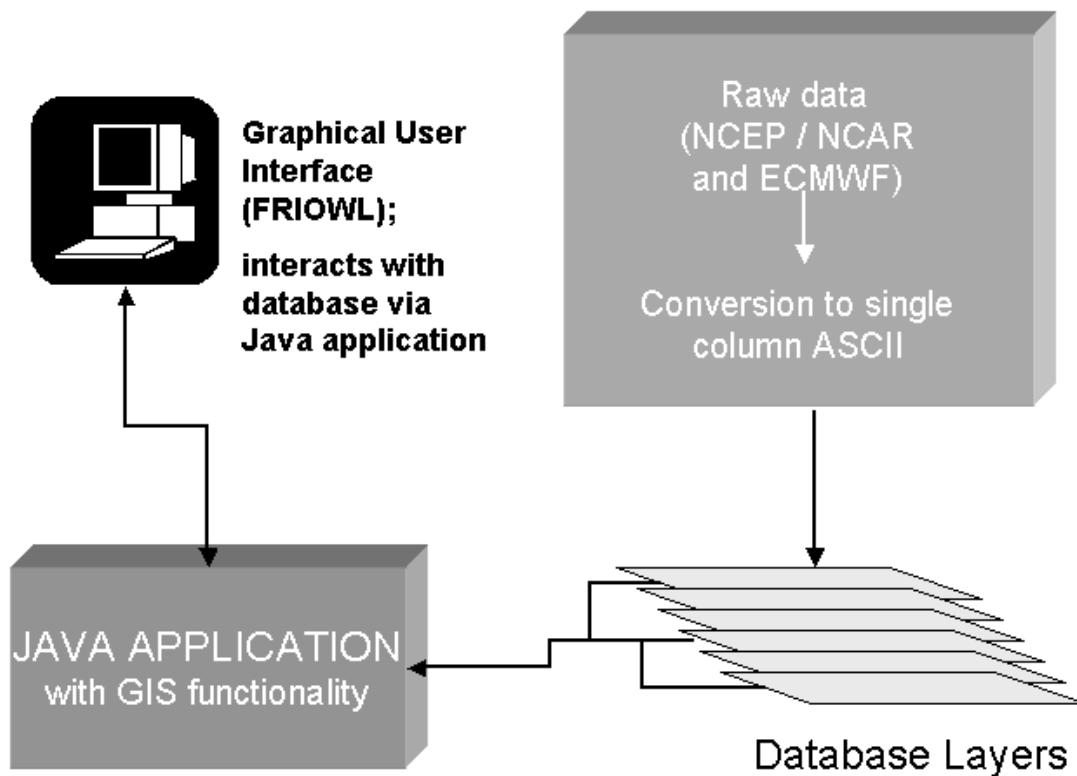 Graphical User
Interface
(FRIOWL);
interacts with
database via
Java application
Raw data
(NCEP / NCAR
and ECMWF)
Conversion to single
column ASCII
JAVA APPLICATION
with GIS functionality
Database Layers